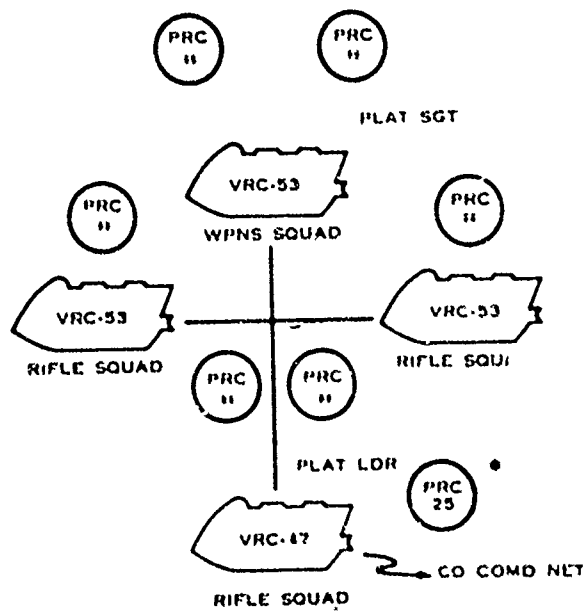 PRC
PRC
PLAT SGT
VRC-53
PRC
PRC
WPNS SQUAD
VRC-53
VRC-53
RIFLE SQUAD
RIFLE
PRC
PRC
PLAT LDR
PRC
25
*
VRC-47
CO COMD NET
RIFLE SQUAD